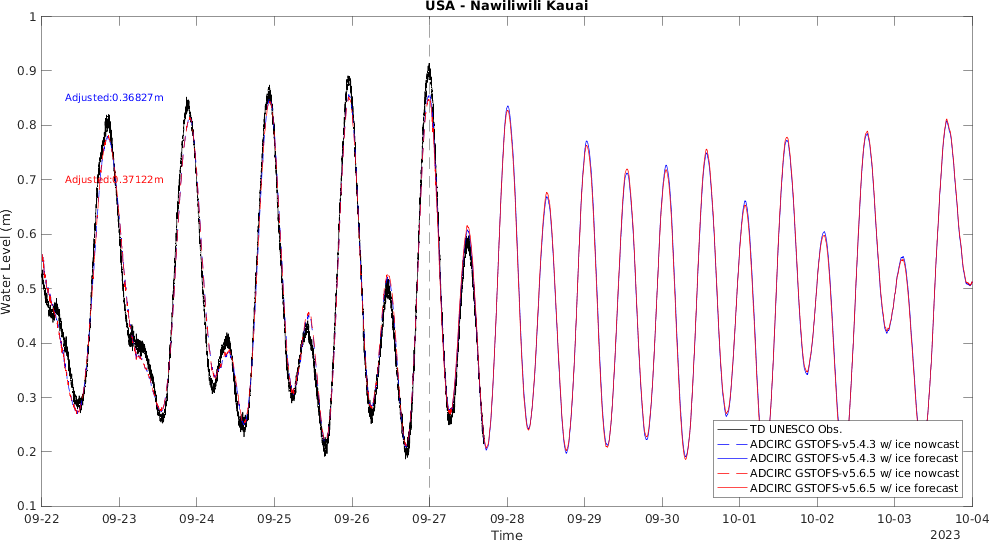 USA - Nawiliwili Kauai
1
0.9
0.8
0.7
0.6
0.5
0.4
0.3
0.2
0.1
Water Level (m)
Adjusted:0.36827m
Adjusted:0.37122m
TD UNESCO Obs.
ADCIRC GSTOFS-v5.4.3 w/ ice nowcast
ADCIRC GSTOFS-v5.4.3 w/ ice forecast
ADCIRC GSTOFS-v5.6.5 w/ ice nowcast
ADCIRC GSTOFS-v5.6.5 w/ ice forecast
09-22 09-23 09-24 09-25 09-26 09-27 09-28 09-29 09-30 10-01 10-02 10-03 10-04
Time
2023